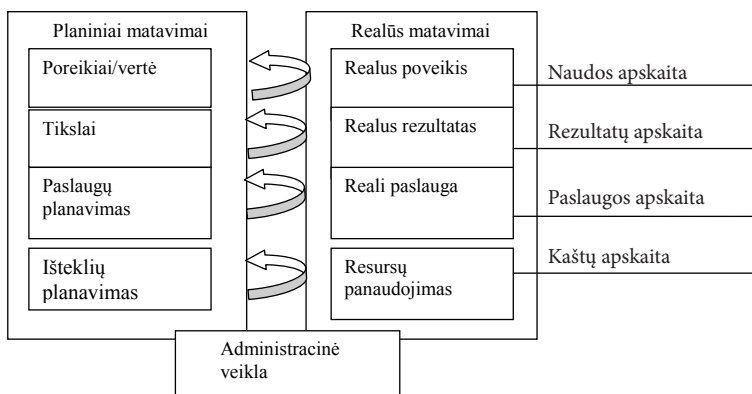 Planiniai matavimai
Poreikiai/vertė
Tikslai
Paslaugų
planavimas
Išteklių
planavimas
Realūs matavimai
Realus poveikis
Realus rezultatas
Reali paslauga
Resursų
panaudojimas
Naudos apskaita
Rezultatų apskaita
Paslaugos apskaita
Kaštų apskaita
Administracinė
veikla